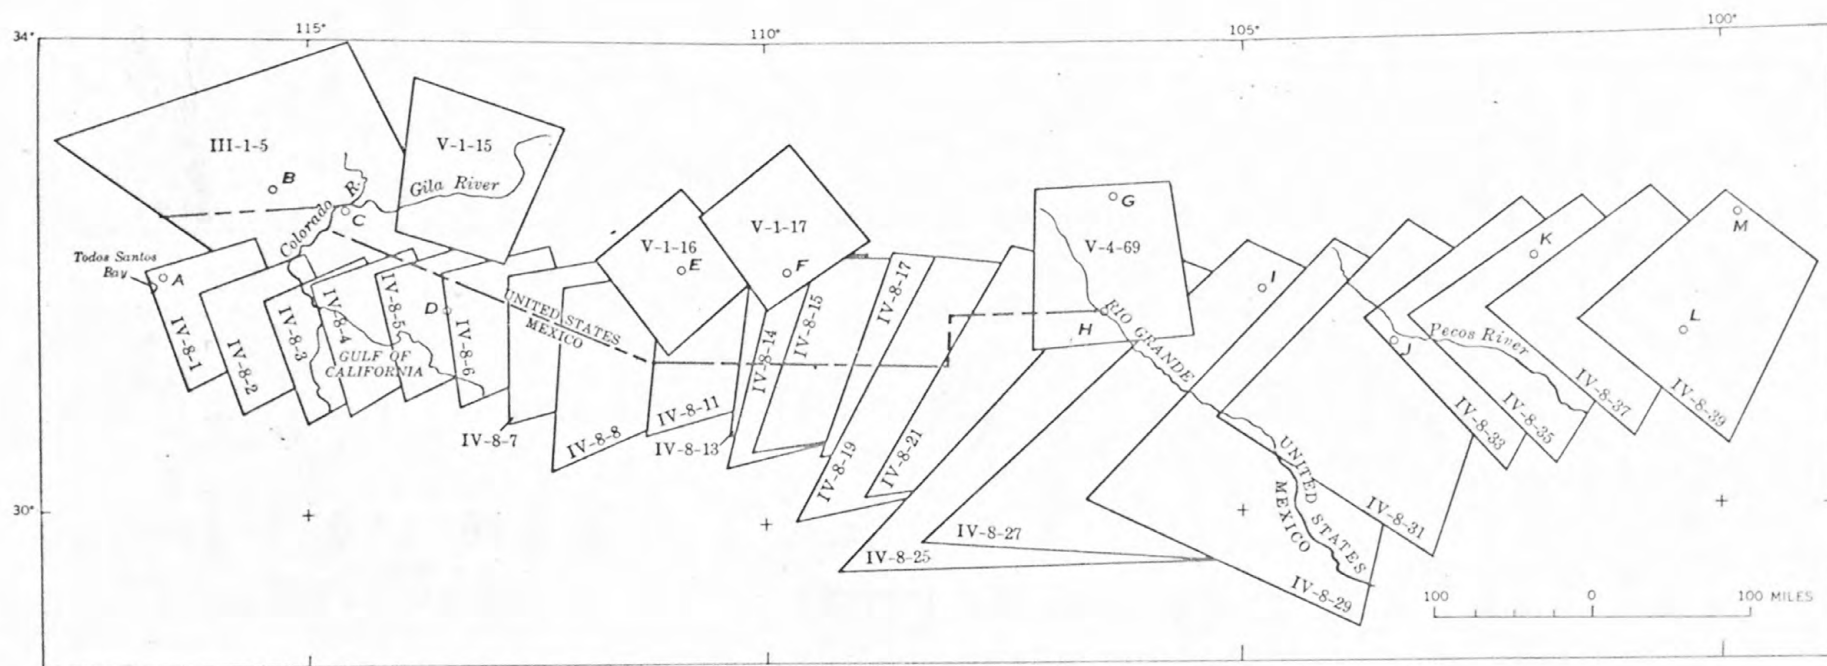 115°
110°
105°
100°
34°
III-1-5
B
V-1-15
Gila River
Colorado R.
C
Todos Santos
Bay
A
IV-8-1
IV-8-2
IV-8-3
IV-8-4
IV-8-5
D
IV-8-6
GULF OF
CALIFORNIA
UNITED STATES
MEXICO
IV-8-7
IV-8-8
V-1-16
E
V-1-17
F
IV-8-11
IV-8-13
IV-8-14
IV-8-15
IV-8-17
IV-8-19
IV-8-21
IV-8-25
IV-8-27
G
V-4-69
H
RIO GRANDE
I
IV-8-29
IV-8-31
UNITED STATES
MEXICO
J
K
Pecos River
IV-8-33
IV-8-35
IV-8-37
L
M
IV-8-39
30°
100 0 100 MILES